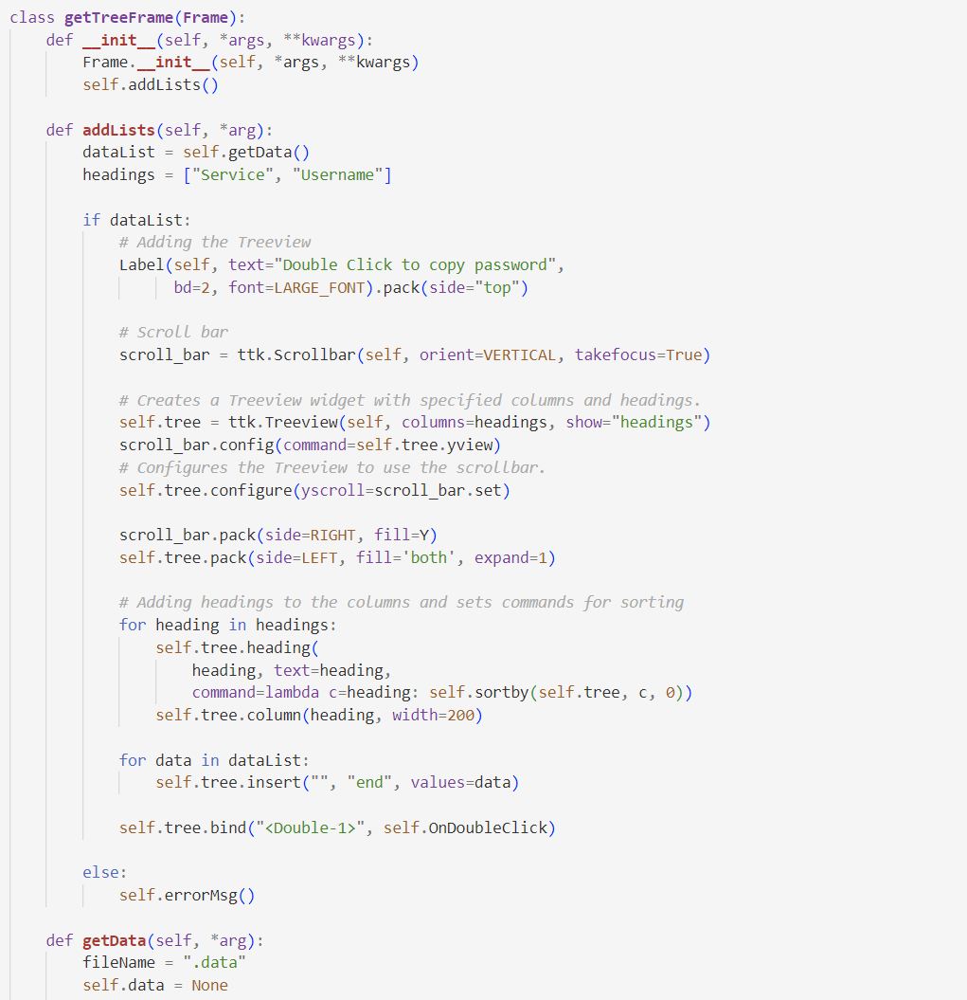 class getTreeFrame(Frame):
    def __init__(self, *args, **kwargs):
        Frame.__init__(self, *args, **kwargs)
        self.addLists()

    def addLists(self, *arg):
        dataList = self.getData()
        headings = ["Service", "Username"]

        if dataList:
            # Adding the Treeview
            Label(self, text="Double Click to copy password",
                  bd=2, font=LARGE_FONT).pack(side="top")

            # Scroll bar
            scroll_bar = ttk.Scrollbar(self, orient=VERTICAL, takefocus=True)

            # Creates a Treeview widget with specified columns and headings.
            self.tree = ttk.Treeview(self, columns=headings, show="headings")
            scroll_bar.config(command=self.tree.yview)
            # Configures the Treeview to use the scrollbar.
            self.tree.configure(yscroll=scroll_bar.set)

            scroll_bar.pack(side=RIGHT, fill=Y)
            self.tree.pack(side=LEFT, fill='both', expand=1)

            # Adding headings to the columns and sets commands for sorting
            for heading in headings:
                self.tree.heading(
                    heading, text=heading,
                    command=lambda c=heading: self.sortby(self.tree, c, 0))
                self.tree.column(heading, width=200)

            for data in dataList:
                self.tree.insert("", "end", values=data)

            self.tree.bind("<Double-1>", self.OnDoubleClick)

        else:
            self.errorMsg()

    def getData(self, *arg):
        fileName = ".data"
        self.data = None